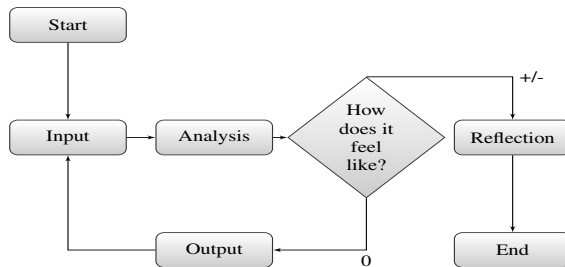 Start
+/-
Input
Analysis
How
does it
feel
like?
Reflection
Output
0
End